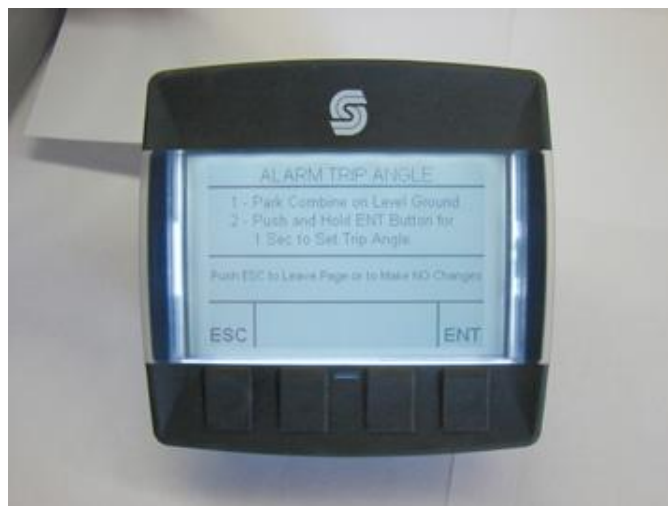 ALARM TRIP ANGLE
1 - Park Combine on Level Ground
2 - Push and Hold ENT Button for
1 Sec to Set Trip Angle
Push ESC to Leave Page or to Make NO Changes
ESC
ENT